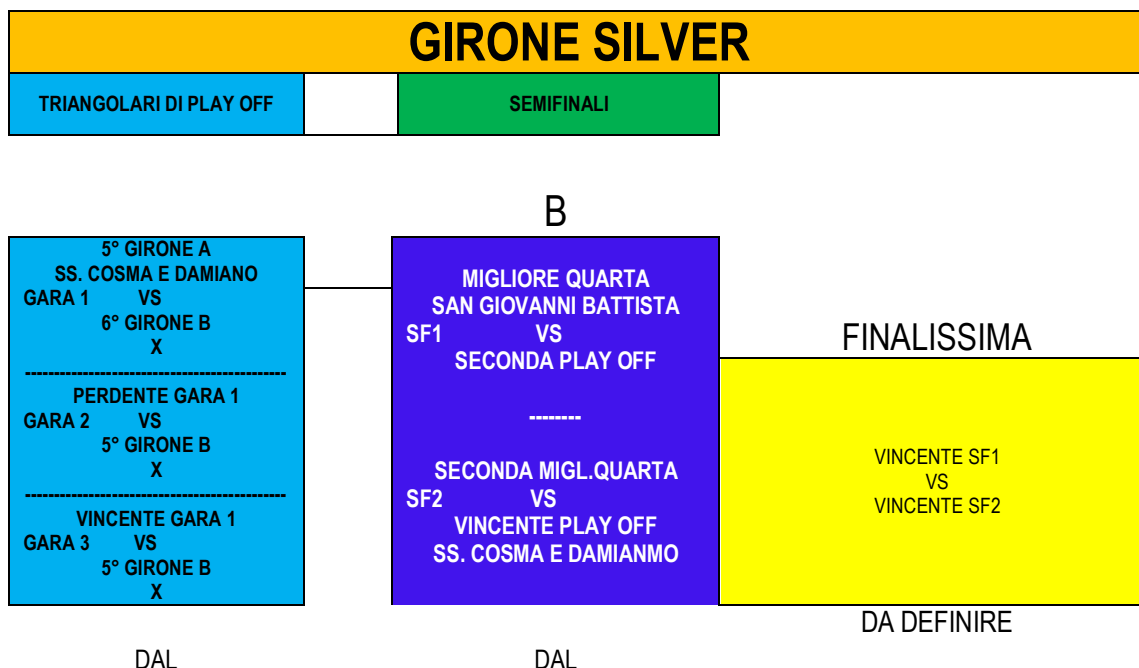 GIRONE SILVER
TRIANGOLARI DI PLAY OFF
SEMIFINALI
B
5° GIRONE A
SS. COSMA E DAMIANO
GARA 1 VS
6° GIRONE B
X
----------------------------------------------
PERDENTE GARA 1
GARA 2 VS
5° GIRONE B
X
----------------------------------------------
VINCENTE GARA 1
GARA 3 VS
5° GIRONE B
X
MIGLIORE QUARTA
SAN GIOVANNI BATTISTA
SF1 VS
SECONDA PLAY OFF
--------
SECONDA MIGL.QUARTA
SF2 VS
VINCENTE PLAY OFF
SS. COSMA E DAMIANMO
FINALISSIMA
VINCENTE SF1
VS
VINCENTE SF2
DA DEFINIRE
DAL
DAL